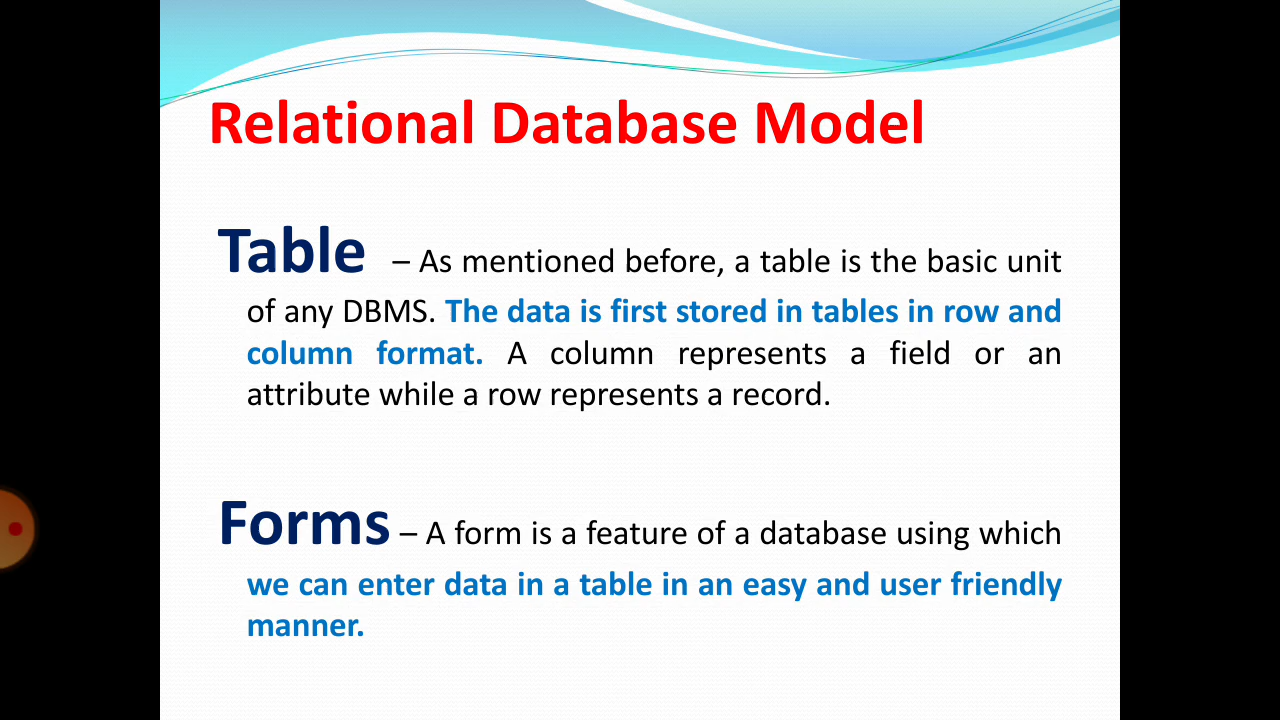 Relational Database Model
Table – As mentioned before, a table is the basic unit
of any DBMS. The data is first stored in tables in row and
column format. A column represents a field or an
attribute while a row represents a record.
Forms – A form is a feature of a database using which
we can enter data in a table in an easy and user friendly
manner.